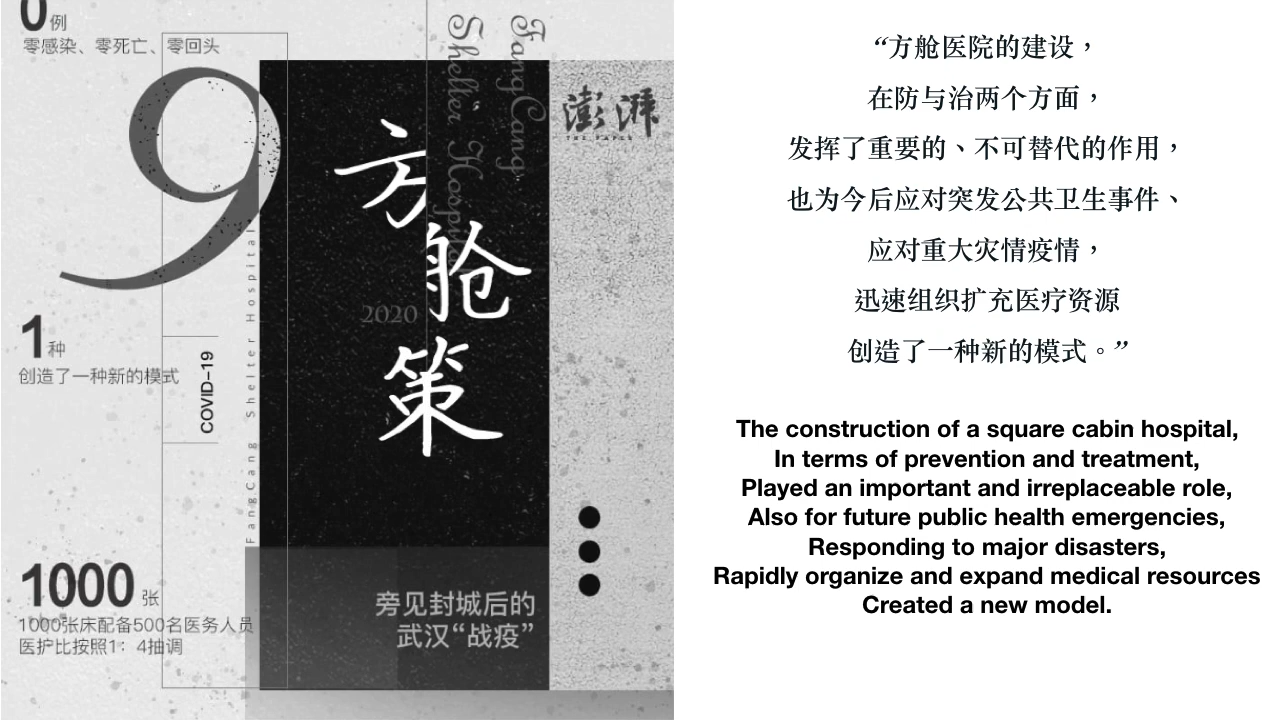 0例
零感染、零死亡、零回头
9
1种
创造了一种新的模式
COVID-19
FangCang Shelter Hospital
1000张
1000张床配备500名医务人员
医护比按照1：4抽调
FangCang
Shelter Hospital
方舱策
2020
澎湃
THE PAPER
旁见封城后的
武汉“战疫”
“方舱医院的建设，
在防与治两个方面，
发挥了重要的、不可替代的作用，
也为今后应对突发公共卫生事件、
应对重大灾情疫情，
迅速组织扩充医疗资源
创造了一种新的模式。”
The construction of a square cabin hospital,
In terms of prevention and treatment,
Played an important and irreplaceable role,
Also for future public health emergencies,
Responding to major disasters,
Rapidly organize and expand medical resources
Created a new model.